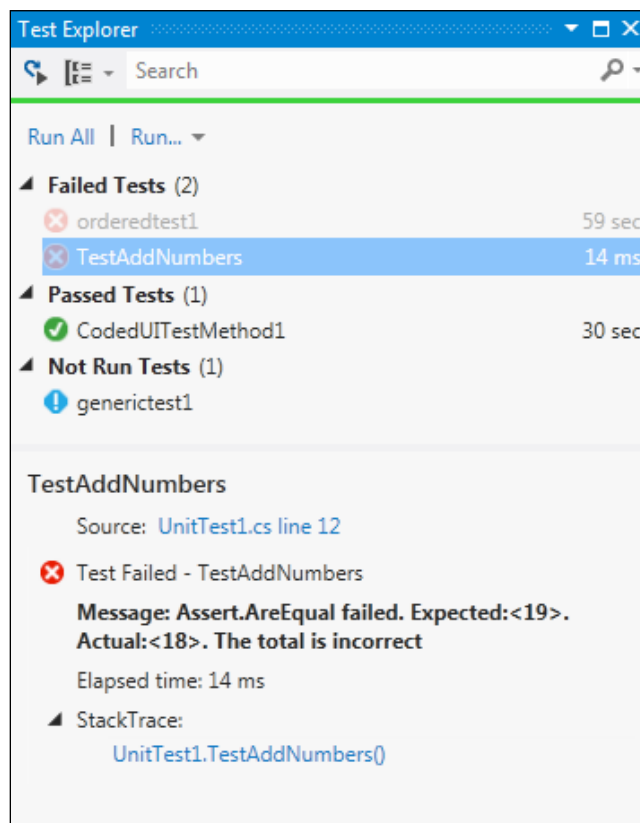 Test Explorer
Search
Run All | Run...
Failed Tests (2)
orderedtest1 59 sec
TestAddNumbers 14 ms
Passed Tests (1)
CodedUITestMethod1 30 sec
Not Run Tests (1)
generictest1
TestAddNumbers
Source: UnitTest1.cs line 12
Test Failed - TestAddNumbers
Message: Assert.AreEqual failed. Expected:<19>.
Actual:<18>. The total is incorrect
Elapsed time: 14 ms
StackTrace:
UnitTest1.TestAddNumbers()